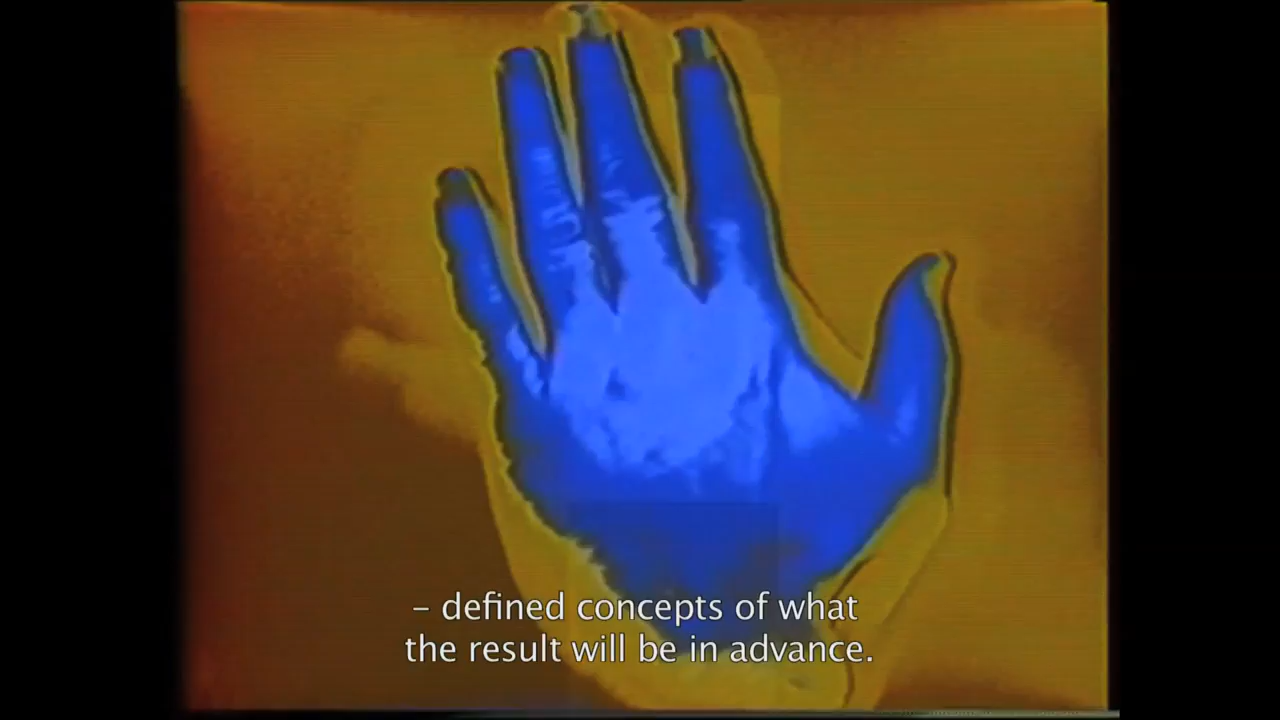 – defined concepts of what
the result will be in advance.